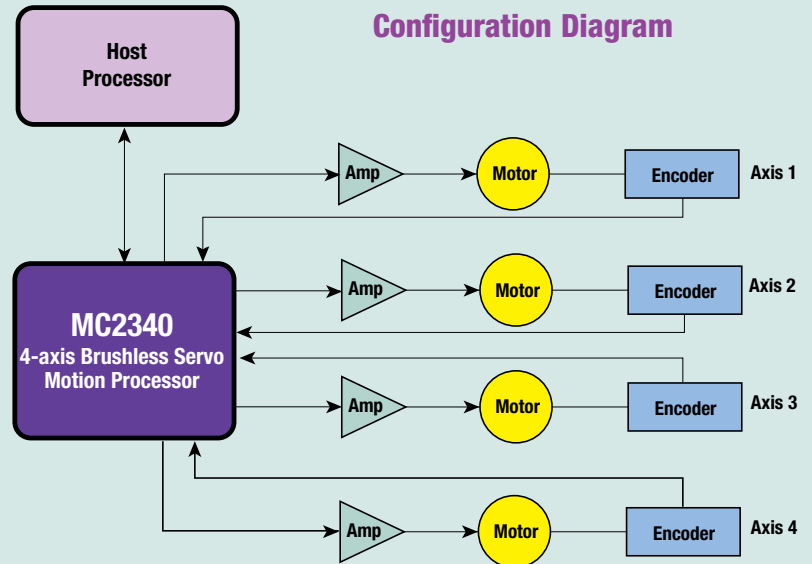 Configuration Diagram
Host
Processor
Amp
Motor
Encoder
Axis 1
Amp
Motor
Encoder
Axis 2
MC2340
4-axis Brushless Servo
Motion Processor
Amp
Motor
Encoder
Axis 3
Amp
Motor
Encoder
Axis 4